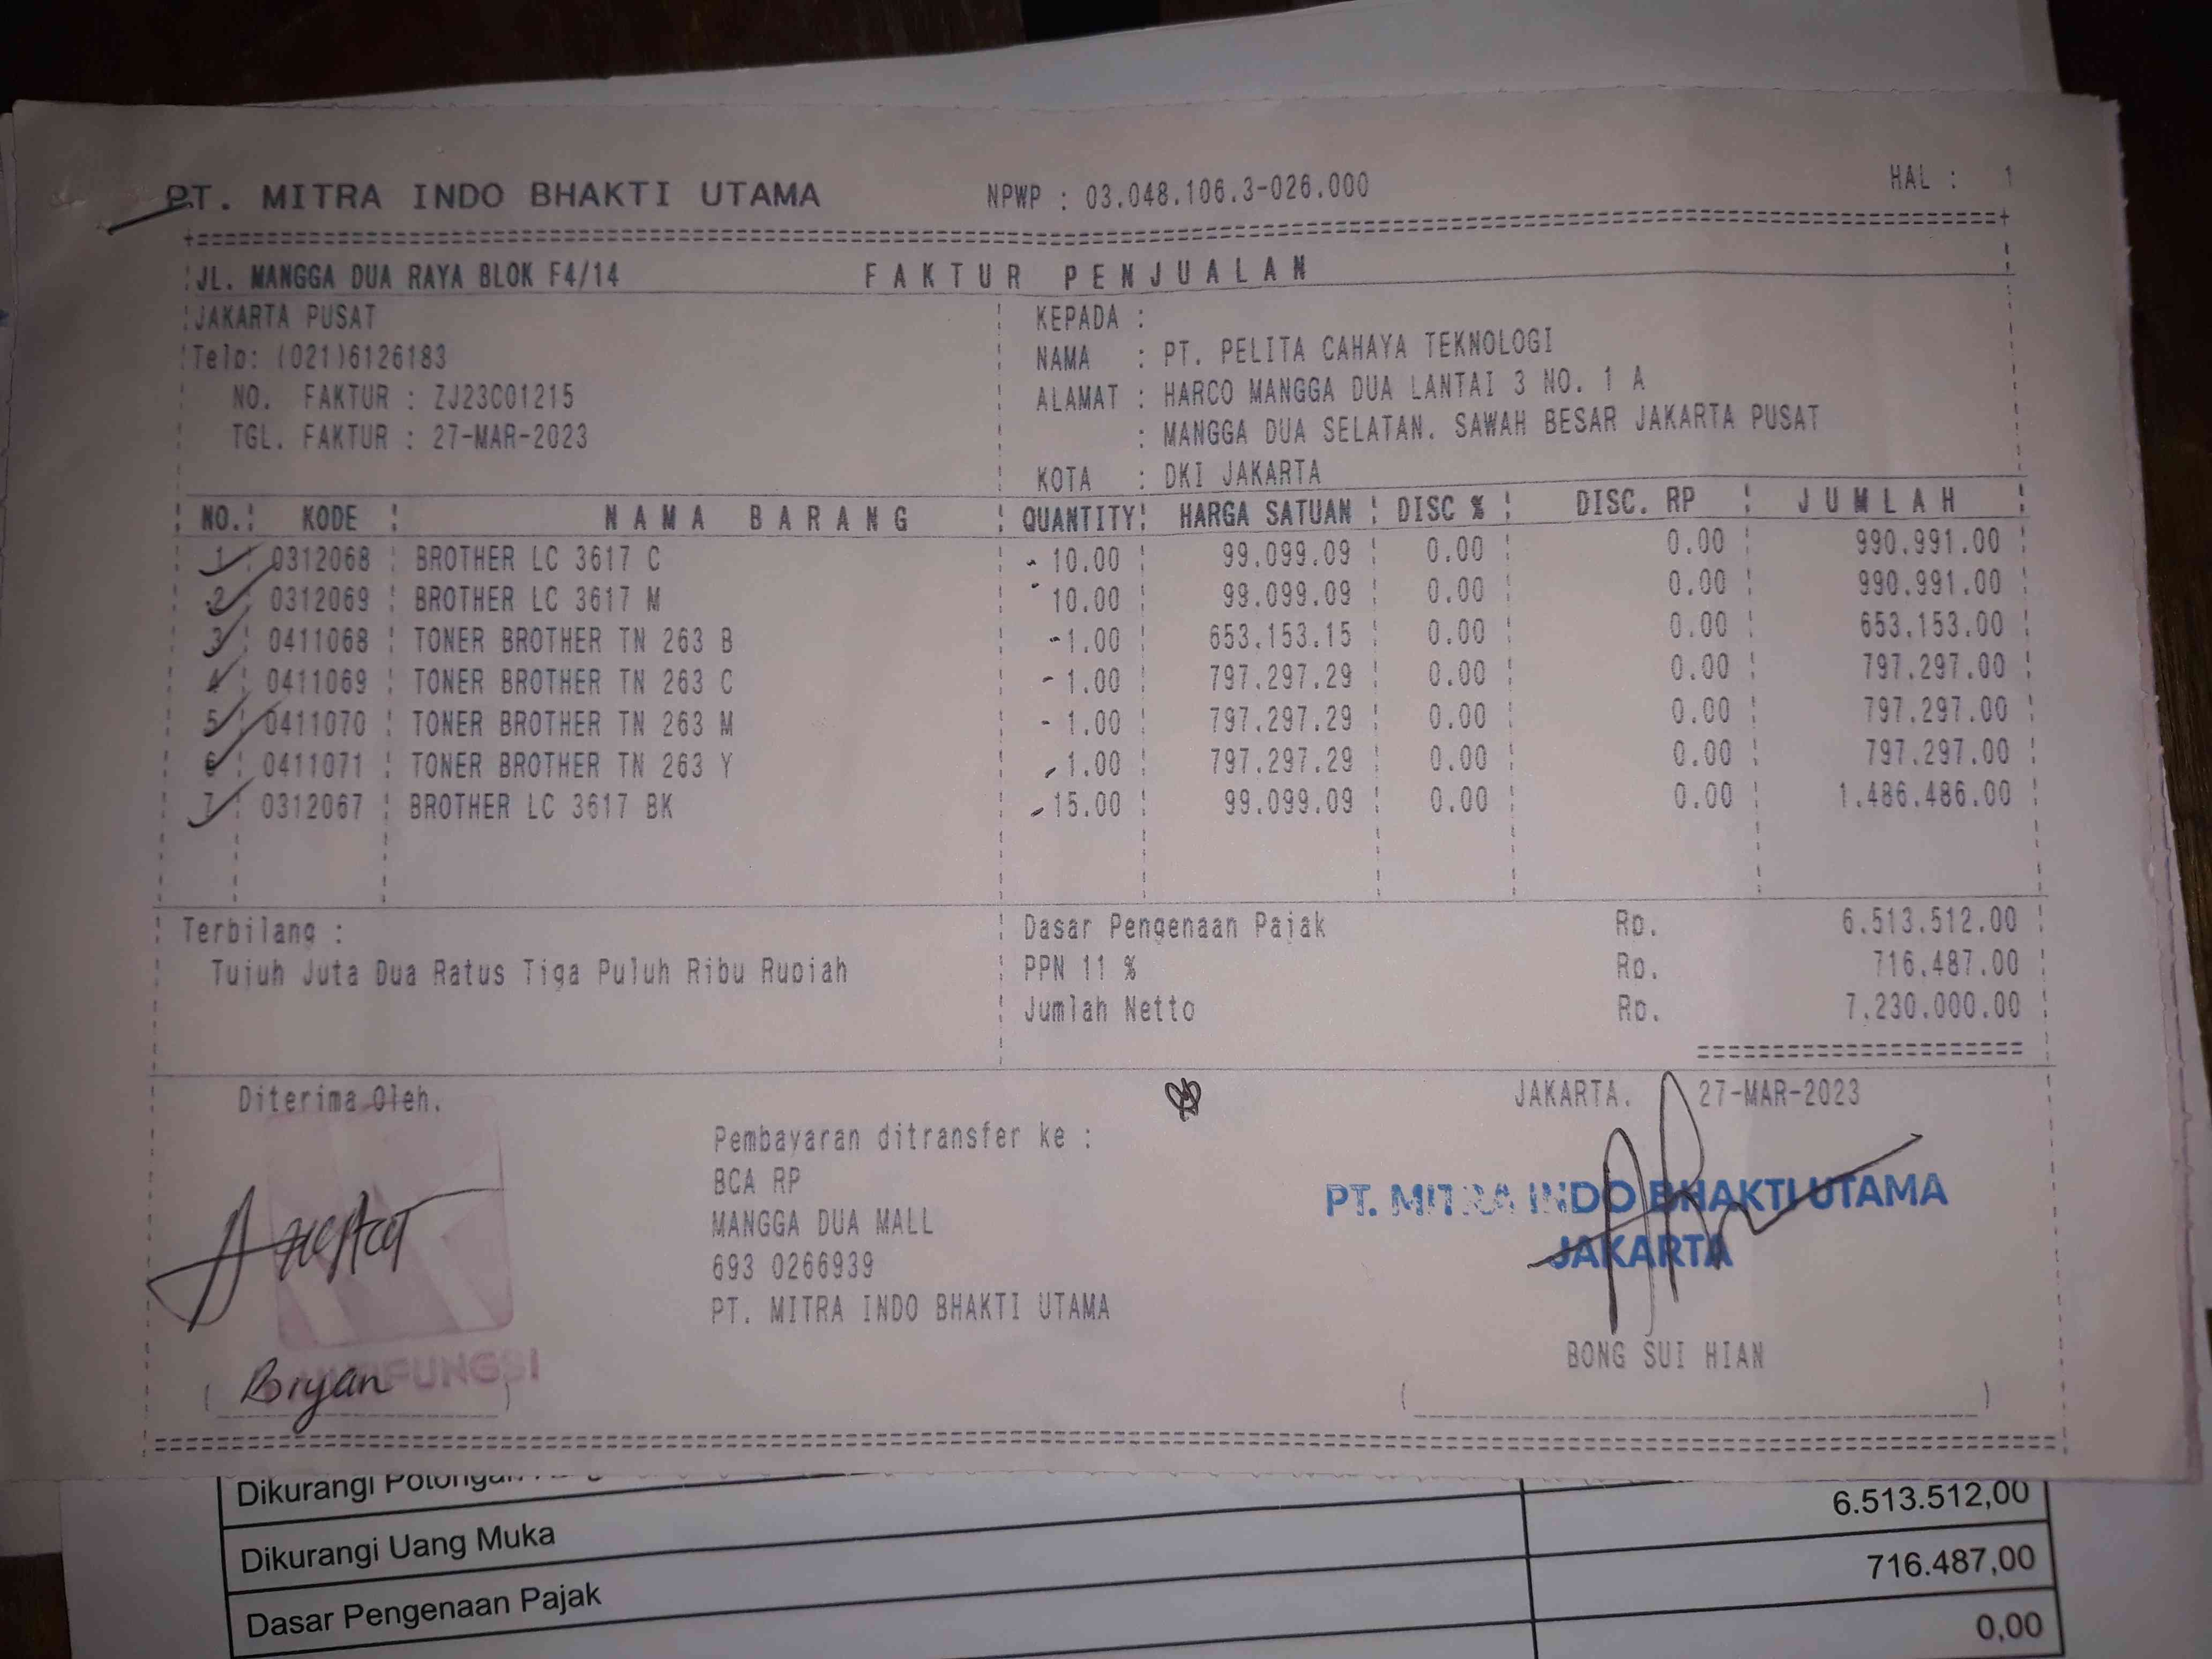 PT. MITRA INDO BHAKTI UTAMA NPWP : 03.048.106.3-026.000 HAL : 1
JL. MANGGA DUA RAYA BLOK F4/14 FAKTUR PENJUALAN
JAKARTA PUSAT KEPADA :
Telp: (021)6126183 NAMA : PT. PELITA CAHAYA TEKNOLOGI
NO. FAKTUR : ZJ23C01215 ALAMAT : HARCO MANGGA DUA LANTAI 3 NO. 1 A
TGL. FAKTUR : 27-MAR-2023 : MANGGA DUA SELATAN. SAWAH BESAR JAKARTA PUSAT
KOTA : DKI JAKARTA
NO. KODE NAMA BARANG QUANTITY HARGA SATUAN DISC % DISC. RP JUMLAH
1 0312068 BROTHER LC 3617 C 10.00 99.099.09 0.00 0.00 990.991.00
2 0312069 BROTHER LC 3617 M 10.00 99.099.09 0.00 0.00 990.991.00
3 0411068 TONER BROTHER TN 263 B 1.00 653.153.15 0.00 0.00 653.153.00
4 0411069 TONER BROTHER TN 263 C 1.00 797.297.29 0.00 0.00 797.297.00
5 0411070 TONER BROTHER TN 263 M 1.00 797.297.29 0.00 0.00 797.297.00
6 0411071 TONER BROTHER TN 263 Y 1.00 797.297.29 0.00 0.00 797.297.00
7 0312067 BROTHER LC 3617 BK 15.00 99.099.09 0.00 0.00 1.486.486.00
Terbilang : Dasar Pengenaan Pajak Rp. 6.513.512.00
Tujuh Juta Dua Ratus Tiga Puluh Ribu Rupiah PPN 11 % Rp. 716.487.00
Jumlah Netto Rp. 7.230.000.00
Diterima Oleh. JAKARTA. 27-MAR-2023
Pembayaran ditransfer ke :
BCA RP
PT. MITRA INDO BHAKTI UTAMA
MANGGA DUA MALL
JAKARTA
693 0266939
PT. MITRA INDO BHAKTI UTAMA
BONG SUI HIAN
Bryan
Dikurangi
6.513.512,00
Dikurangi Uang Muka
716.487,00
Dasar Pengenaan Pajak
0,00